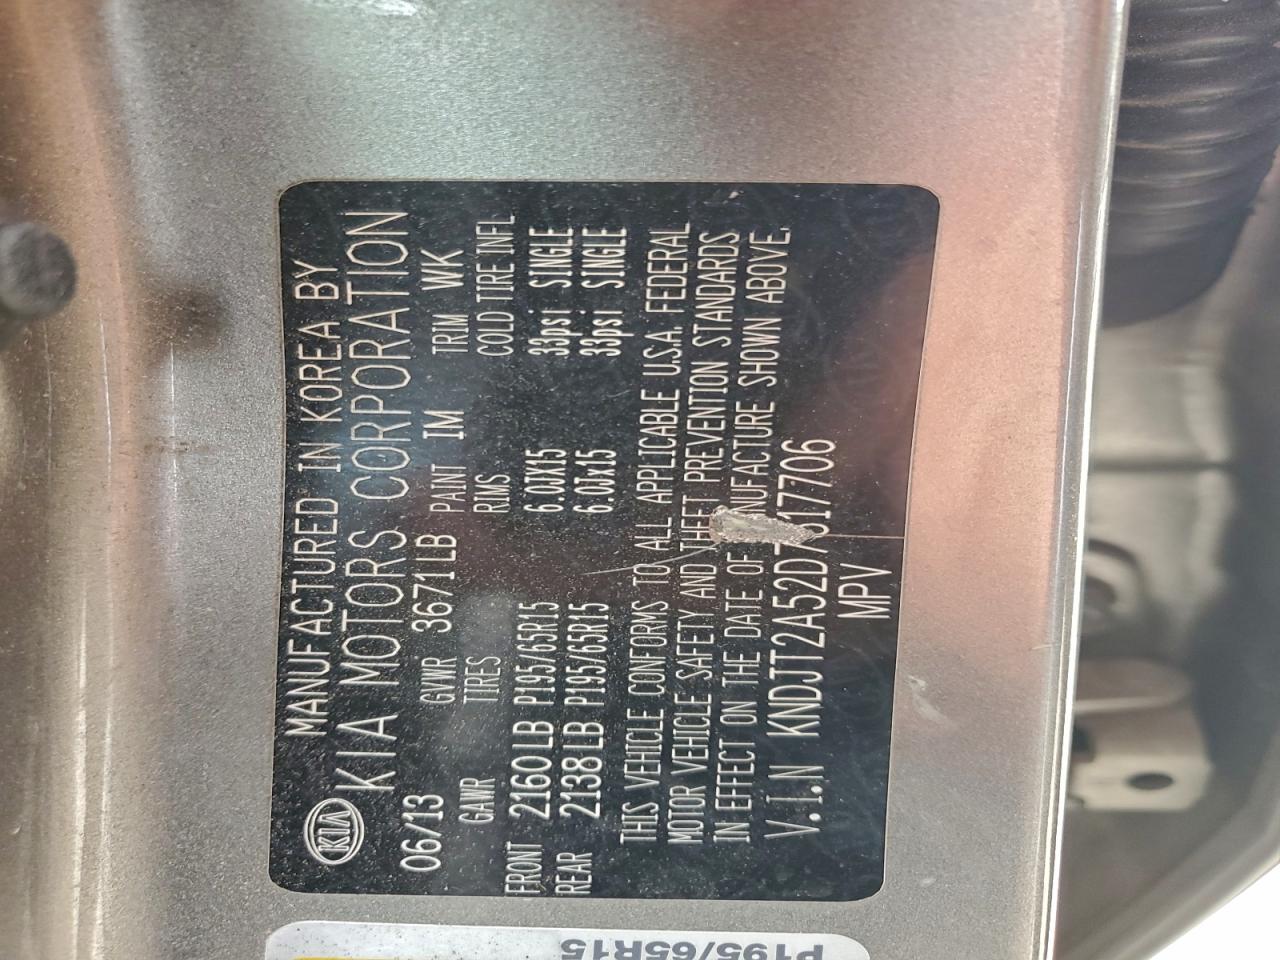 MANUFACTURED IN KOREA BY
KIA KIA MOTORS CORPORATION
06/13 GVWR 3671LB PAINT IM TRIM WK
GAWR TIRES RIMS COLD TIRE INFL
FRONT 2160LB P195/65R15 6.0JX15 33psi SINGLE
REAR 2138LB P195/65R15 6.0Jx15 33psi SINGLE
THIS VEHICLE CONFORMS TO ALL APPLICABLE U.S.A. FEDERAL
MOTOR VEHICLE SAFETY AND THEFT PREVENTION STANDARDS
IN EFFECT ON THE DATE OF MANUFACTURE SHOWN ABOVE.
V.I.N
MPV
P195/65R15